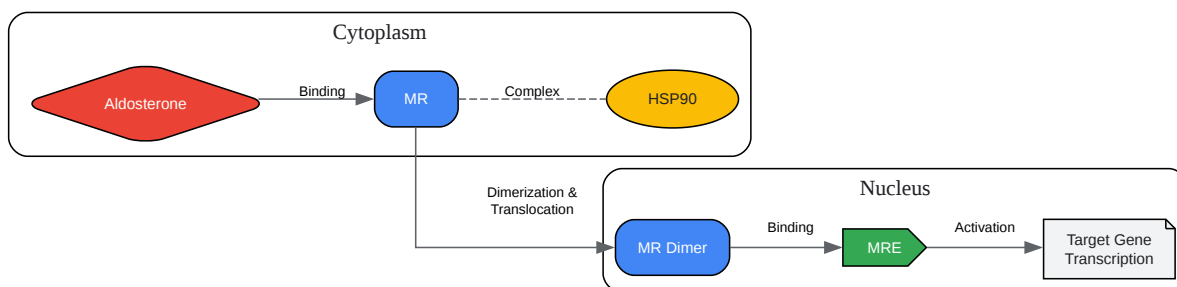 Cytoplasm
Aldosterone
Binding
MR
Complex
HSP90
Dimerization &
Translocation
Nucleus
MR Dimer
Binding
MRE
Activation
Target Gene
Transcription